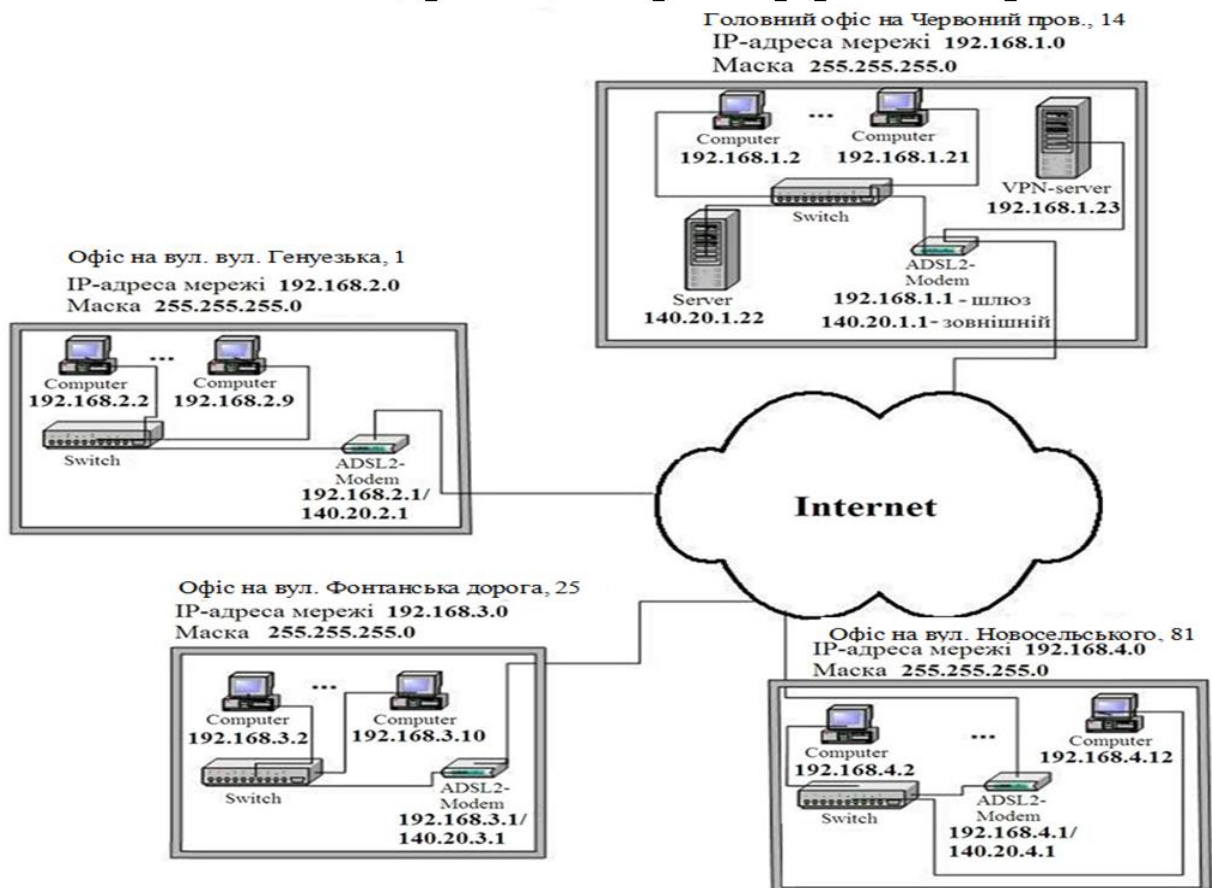 Головний офіс на Червоний пров., 14
IP-адреса мережі 192.168.1.0
Маска 255.255.255.0
Computer
192.168.1.2
...
Computer
192.168.1.21
VPN-server
192.168.1.23
Switch
Server
140.20.1.22
ADSL2-
Modem
192.168.1.1 - шлюз
140.20.1.1- зовнішній
Офіс на вул. вул. Генуезька, 1
IP-адреса мережі 192.168.2.0
Маска 255.255.255.0
...
Computer
192.168.2.2
Computer
192.168.2.9
Switch
ADSL2-
Modem
192.168.2.1/
140.20.2.1
Internet
Офіс на вул. Фонтанська дорога, 25
IP-адреса мережі 192.168.3.0
Маска 255.255.255.0
...
Computer
192.168.3.2
Computer
192.168.3.10
Switch
ADSL2-
Modem
192.168.3.1/
140.20.3.1
Офіс на вул. Новосельського, 81
IP-адреса мережі 192.168.4.0
Маска 255.255.255.0
Computer
192.168.4.2
...
Computer
192.168.4.12
Switch
ADSL2-
Modem
192.168.4.1/
140.20.4.1